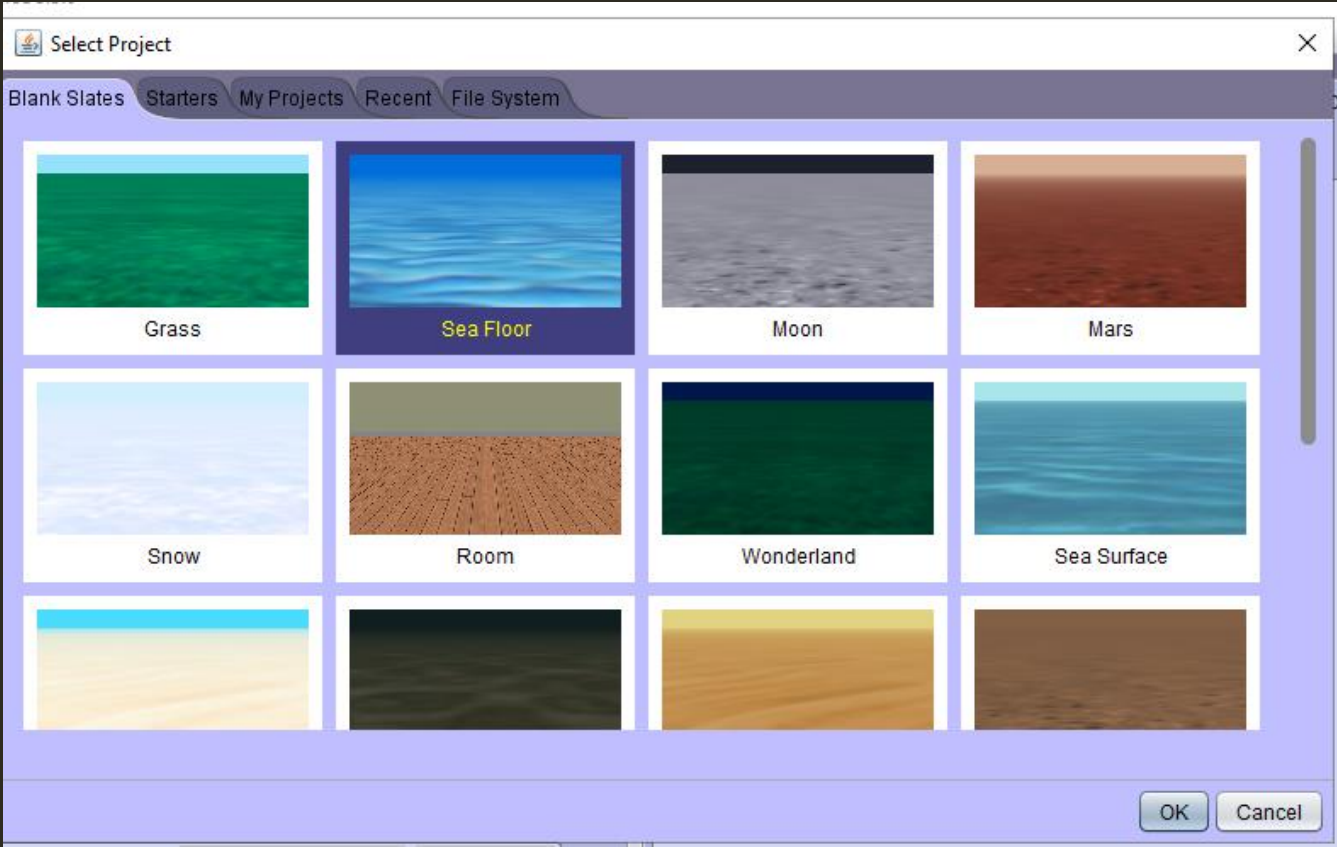 Select Project
Blank Slates Starters My Projects Recent File System
Grass Sea Floor Moon Mars
Snow Room Wonderland Sea Surface
OK Cancel